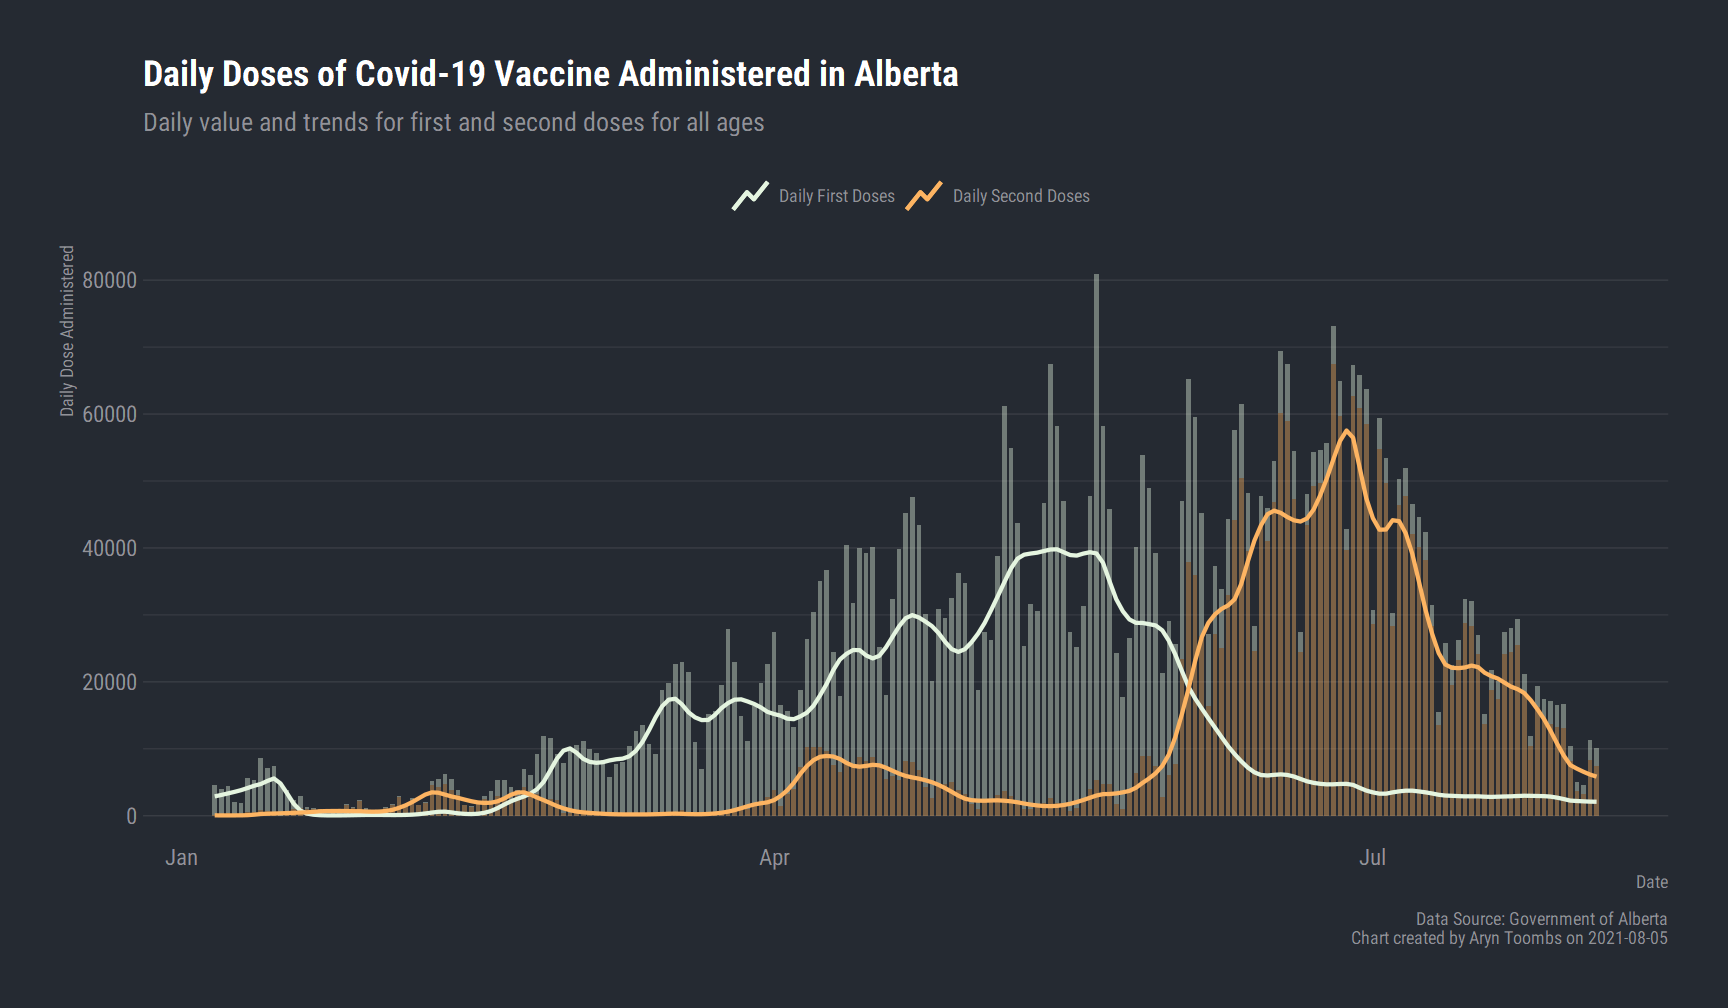 Daily Doses of Covid-19 Vaccine Administered in Alberta
Daily value and trends for first and second doses for all ages
Daily First Doses
Daily Second Doses
Daily Dose Administered
80000
60000
40000
20000
0
Jan
Apr
Jul
Date
Data Source: Government of Alberta
Chart created by Aryn Toombs on 2021-08-05